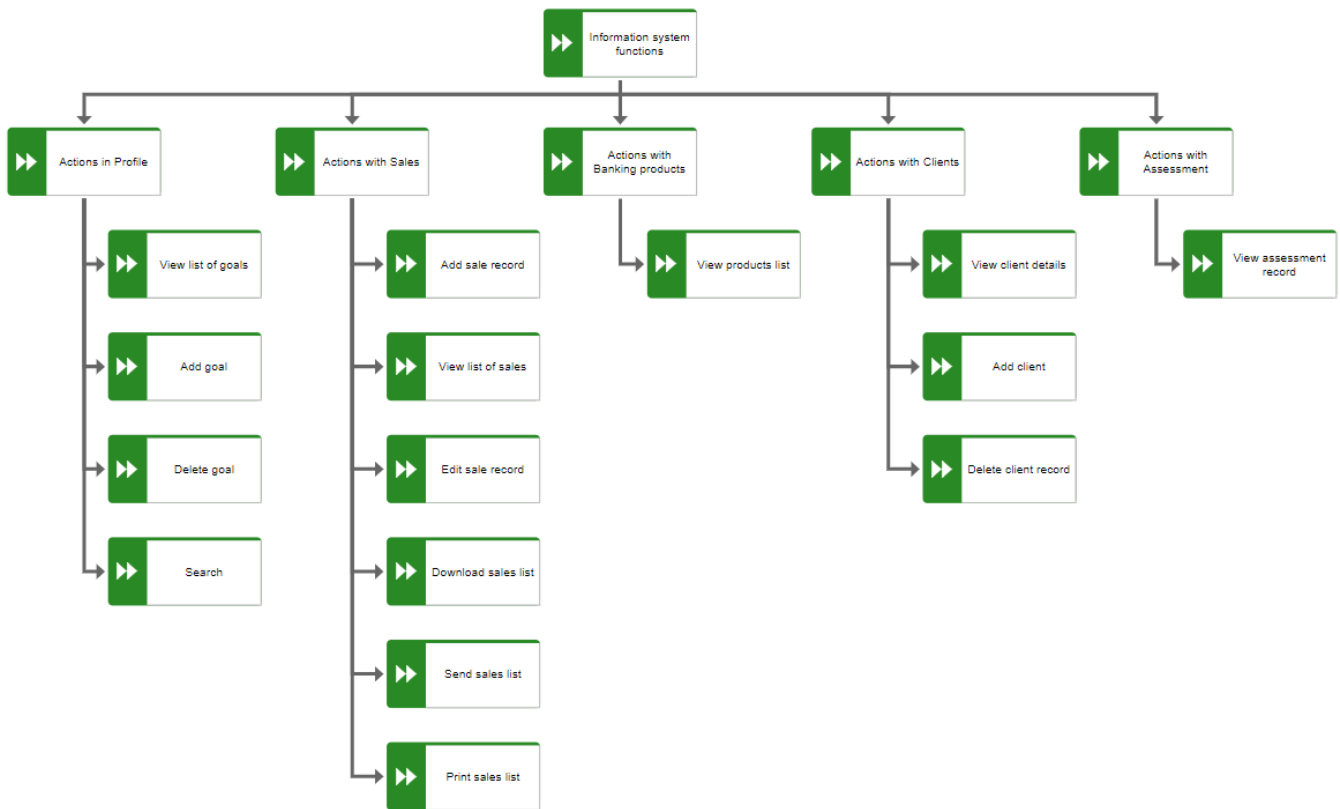 Information system
functions
Actions in Profile
Actions with Sales
Actions with
Banking products
Actions with Clients
Actions with
Assessment
View list of goals
Add sale record
View products list
View client details
View assessment
record
Add goal
View list of sales
Add client
Delete goal
Edit sale record
Delete client record
Search
Download sales list
Send sales list
Print sales list